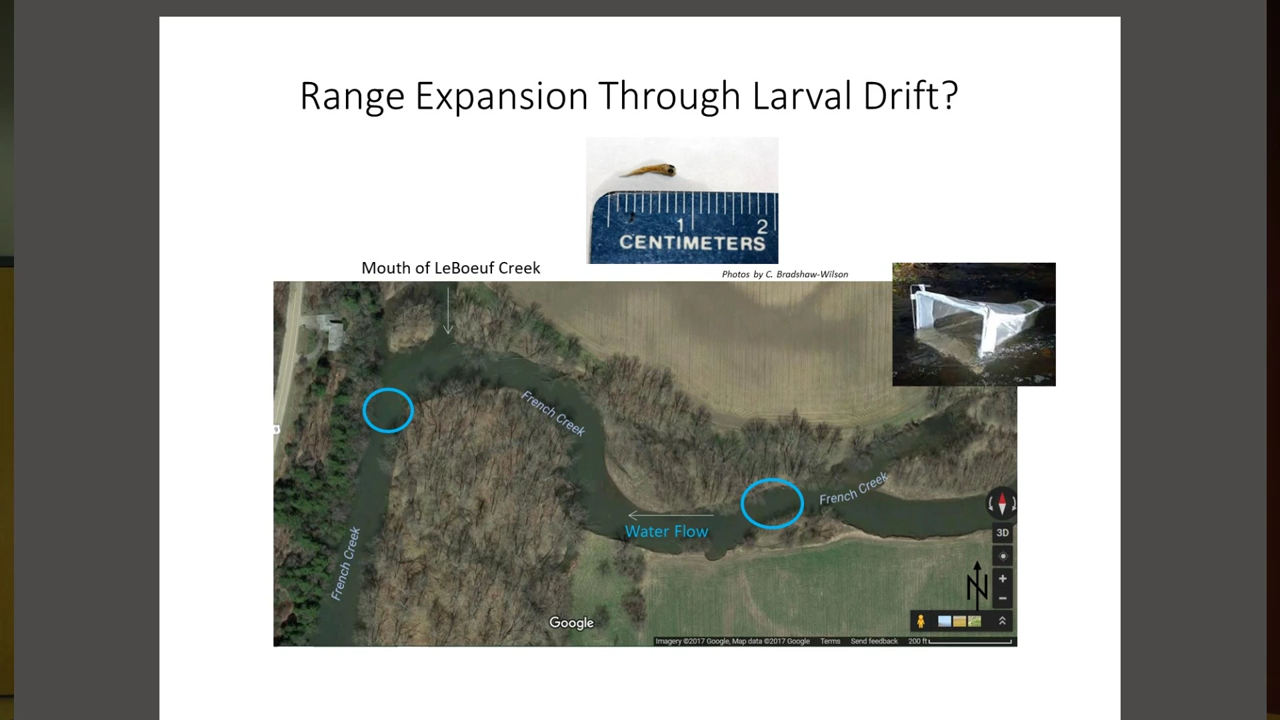 Range Expansion Through Larval Drift?
1 2
CENTIMETERS
Mouth of LeBoeuf Creek
Photos by C. Bradshaw-Wilson
French Creek
French Creek
Water Flow
French Creek
3D
N
Google
Imagery ©2017 Google, Map data ©2017 Google Terms Send feedback 200 ft